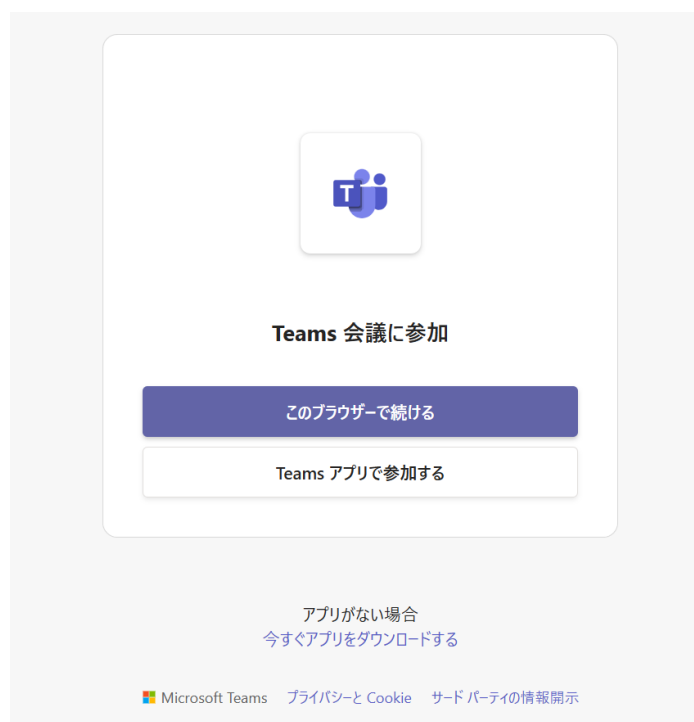 T
Teams 会議に参加
このブラウザーで続ける
Teams アプリで参加する
アプリがない場合
今すぐアプリをダウンロードする
Microsoft Teams プライバシーと Cookie サード パーティの情報開示